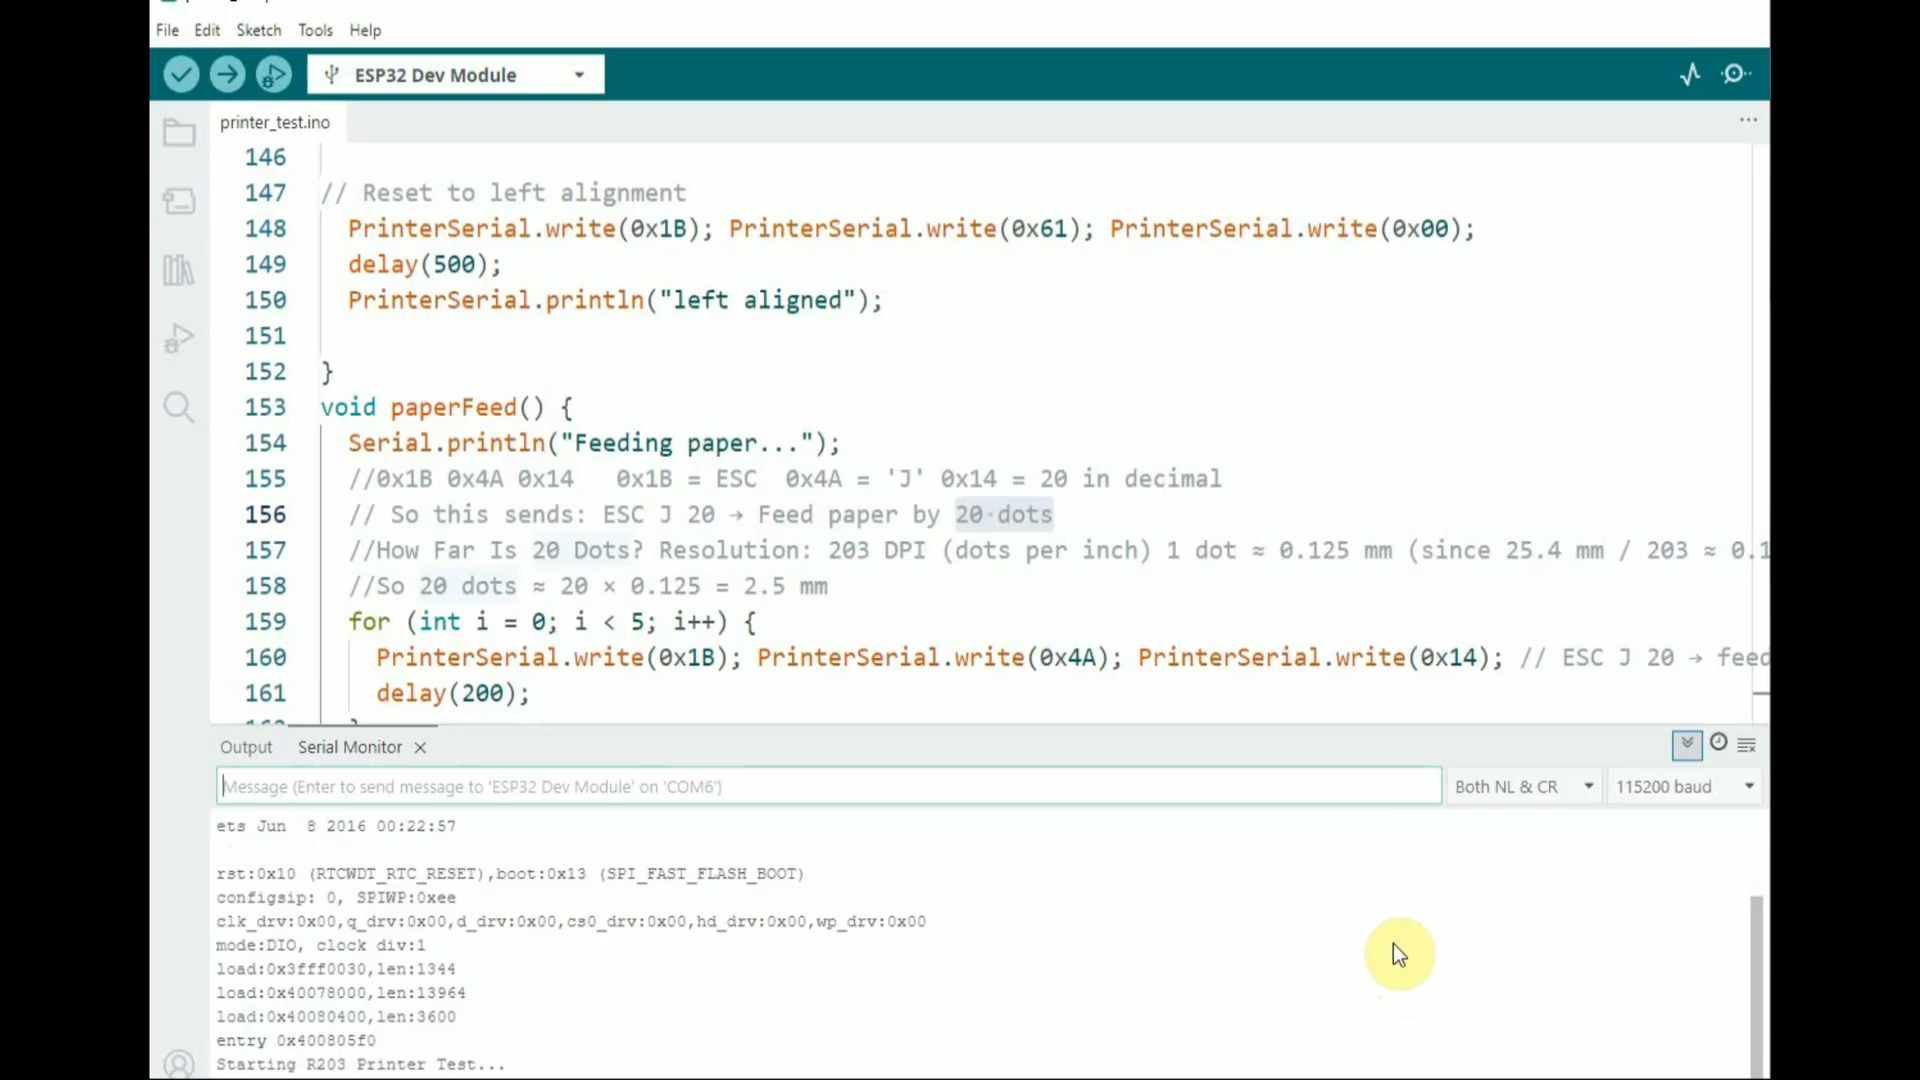 File Edit Sketch Tools Help
ESP32 Dev Module
printer_test.ino
146
147 // Reset to left alignment
148 PrinterSerial.write(0x1B); PrinterSerial.write(0x61); PrinterSerial.write(0x00);
149 delay(500);
150 PrinterSerial.println("left aligned");
151
152 }
153 void paperFeed() {
154 Serial.println("Feeding paper...");
155 //0x1B 0x4A 0x14 0x1B = ESC 0x4A = 'J' 0x14 = 20 in decimal
156 // So this sends: ESC J 20 → Feed paper by 20 dots
157 //How Far Is 20 Dots? Resolution: 203 DPI (dots per inch) 1 dot ≈ 0.125 mm (since 25.4 mm / 203 ≈ 0.1
158 //So 20 dots ≈ 20 × 0.125 = 2.5 mm
159 for (int i = 0; i < 5; i++) {
160 PrinterSerial.write(0x1B); PrinterSerial.write(0x4A); PrinterSerial.write(0x14); // ESC J 20 → feed
161 delay(200);
Output Serial Monitor
Message (Enter to send message to 'ESP32 Dev Module' on 'COM6') Both NL & CR 115200 baud
ets Jun  8 2016 00:22:57
rst:0x10 (RTCWDT_RTC_RESET),boot:0x13 (SPI_FAST_FLASH_BOOT)
configsip: 0, SPIWP:0xee
clk_drv:0x00,q_drv:0x00,d_drv:0x00,cs0_drv:0x00,hd_drv:0x00,wp_drv:0x00
mode:DIO, clock div:1
load:0x3fff0030,len:1344
load:0x40078000,len:13964
load:0x40080400,len:3600
entry 0x400805f0
Starting R203 Printer Test...